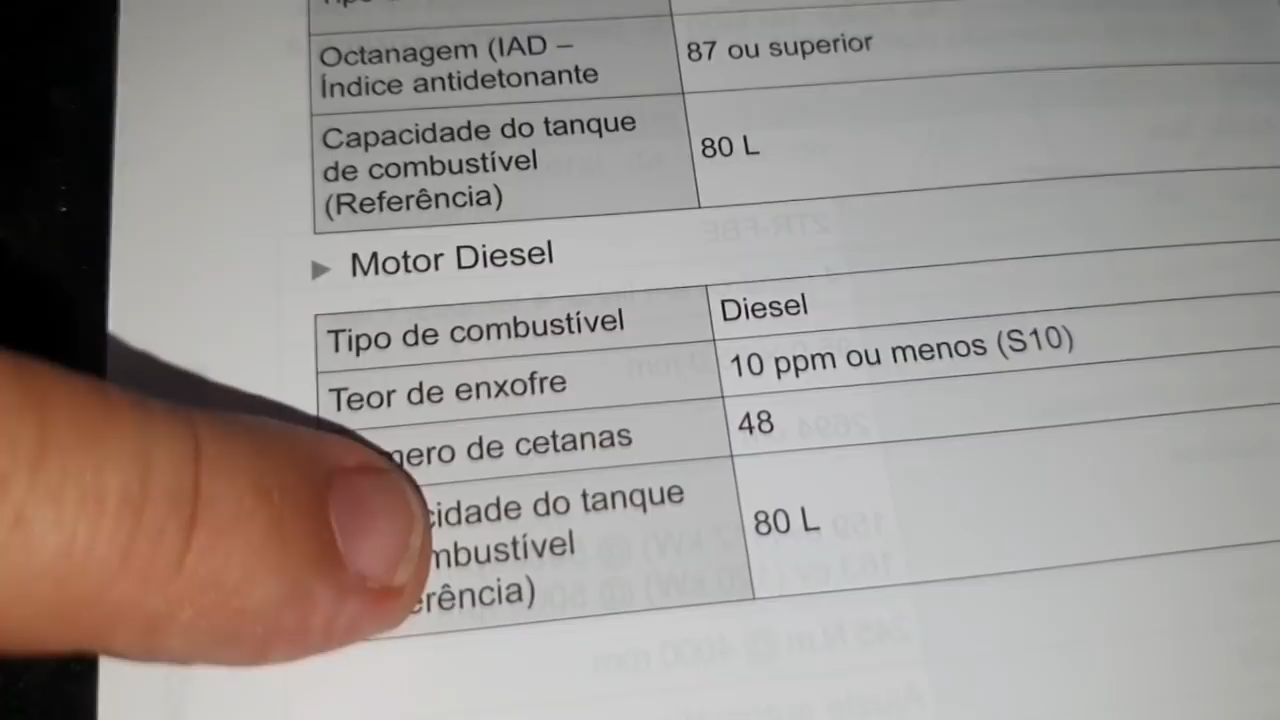 Octanagem (IAD –
Índice antidetonante
87 ou superior
Capacidade do tanque
de combustível
(Referência)
80 L
Motor Diesel
Tipo de combustível
Diesel
Teor de enxofre
10 ppm ou menos (S10)
mero de cetanas
48
cidade do tanque
mbustível
erência)
80 L